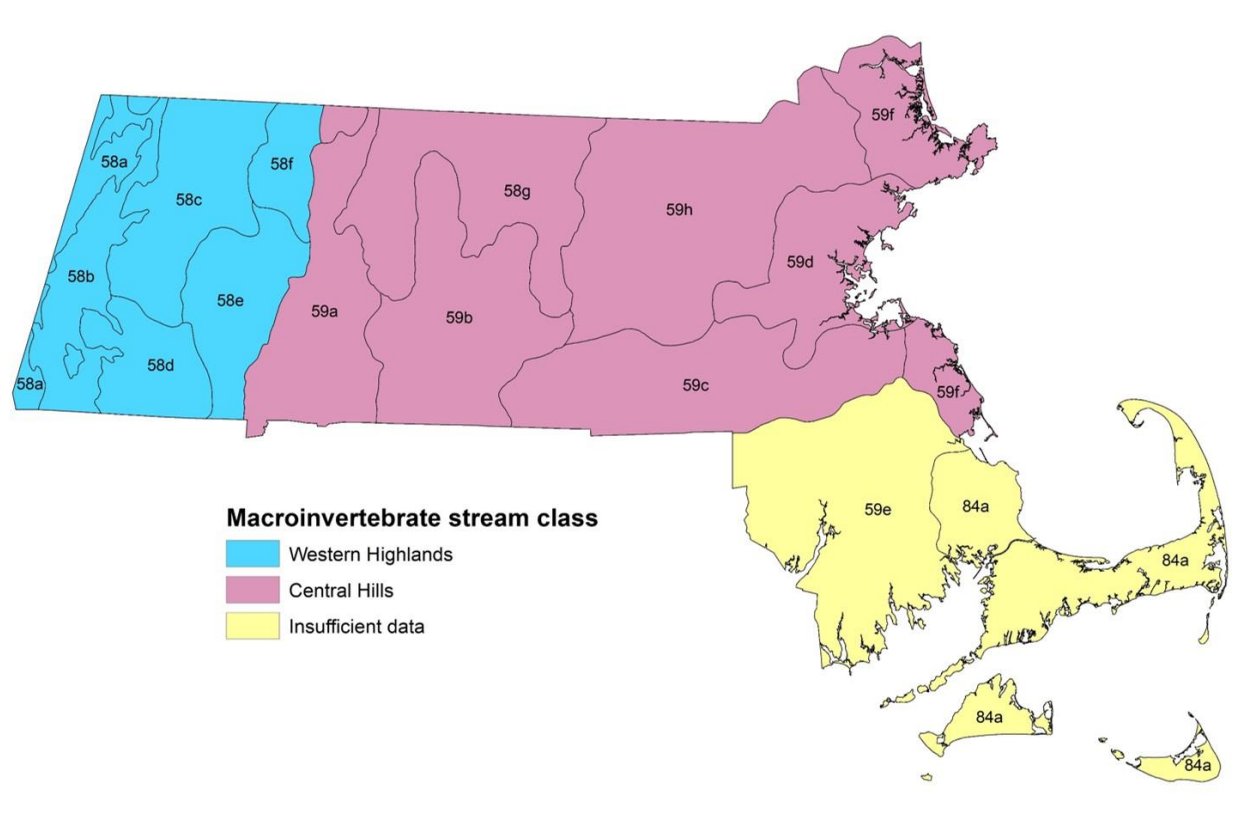 59f
58a
58f
58g
58c
59h
59d
58b
58e
59a
59b
58d
58a
59c
59f
59e
84a
84a
84a
84a
Macroinvertebrate stream class
Western Highlands
Central Hills
Insufficient data